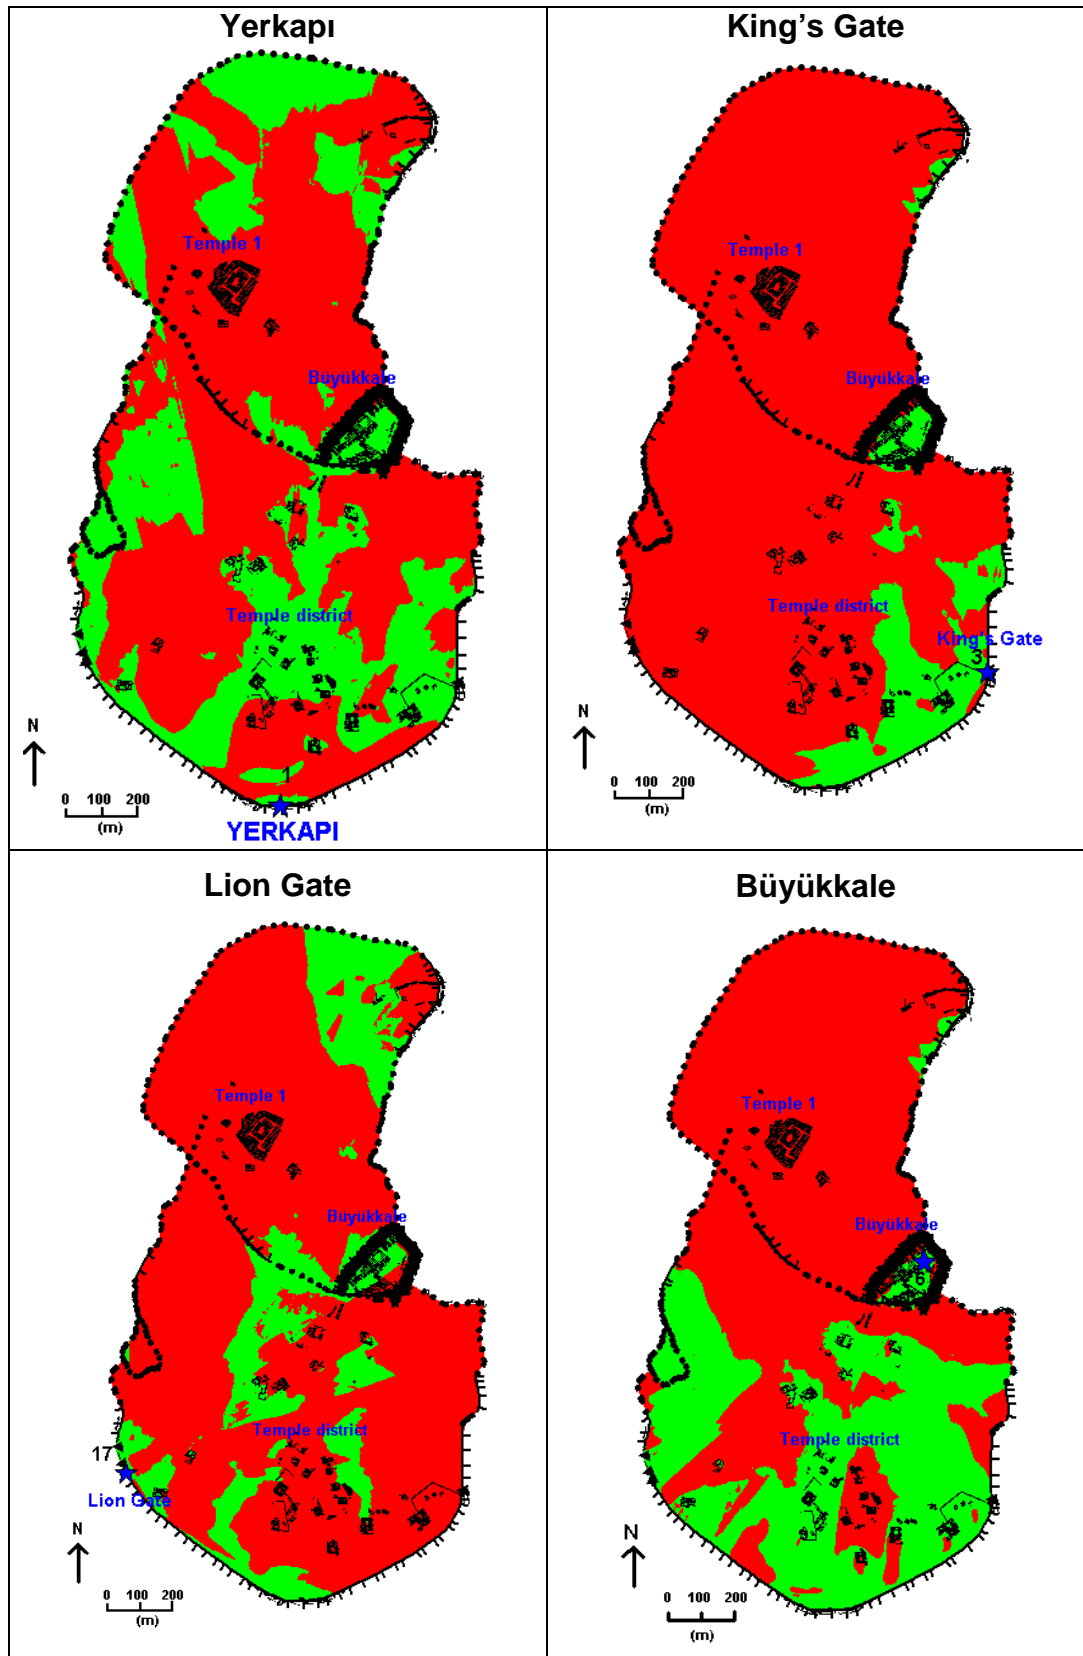 Yerkapı
Temple 1
Büyükkale
Temple district
N
0 100 200
(m)
1
YERKAPI
King's Gate
Temple 1
Büyükkale
Temple district
King's Gate
3
N
0 100 200
(m)
Lion Gate
Temple 1
Büyükkale
Temple district
17
Lion Gate
N
0 100 200
(m)
Büyükkale
Temple 1
Büyükkale
6
Temple district
N
0 100 200
(m)